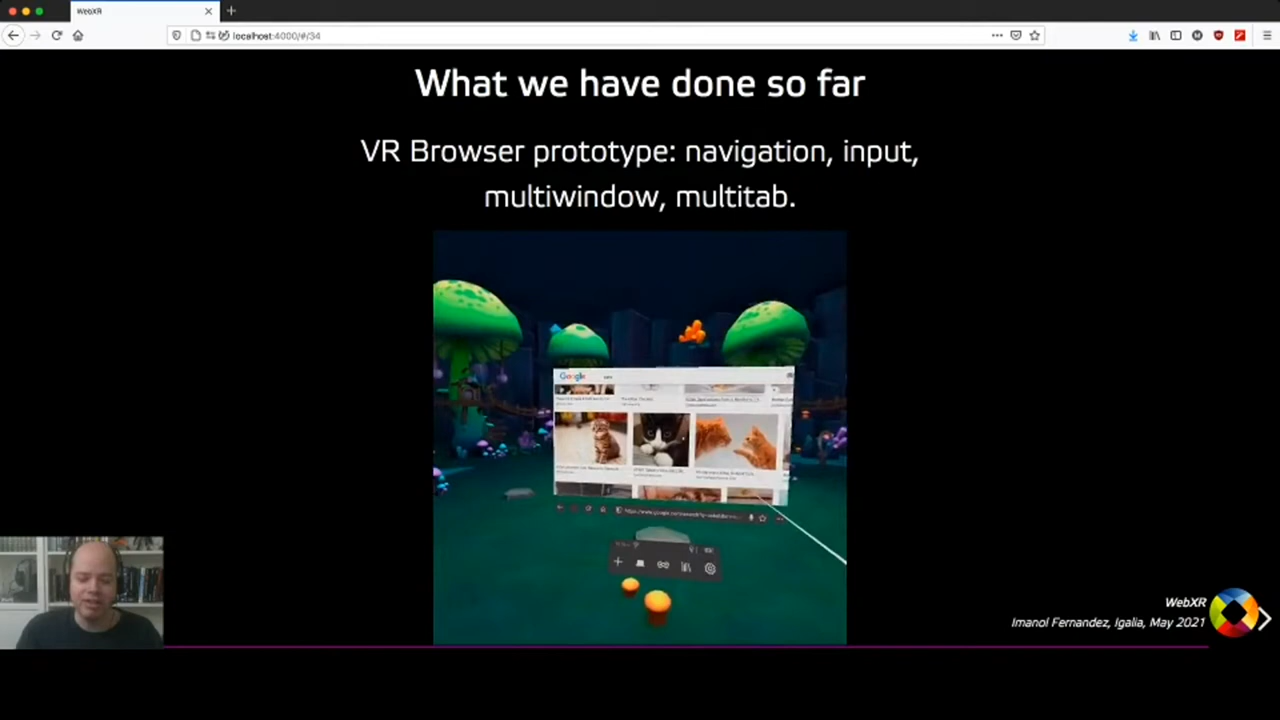 WebXR
localhost:4000/#/34
What we have done so far
VR Browser prototype: navigation, input,
multiwindow, multitab.
Google
WebXR
Imanol Fernandez, Igalia, May 2021